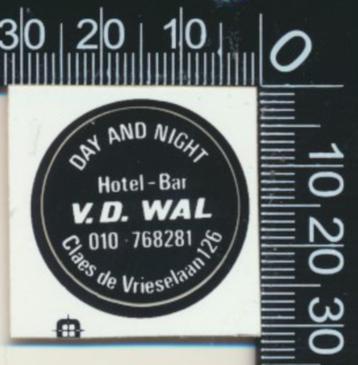 30 20 10 0
DAY AND NIGHT
Hotel-Bar
V.D. WAL
010-768281
Claes de Vrieselaan 126
10
20
30